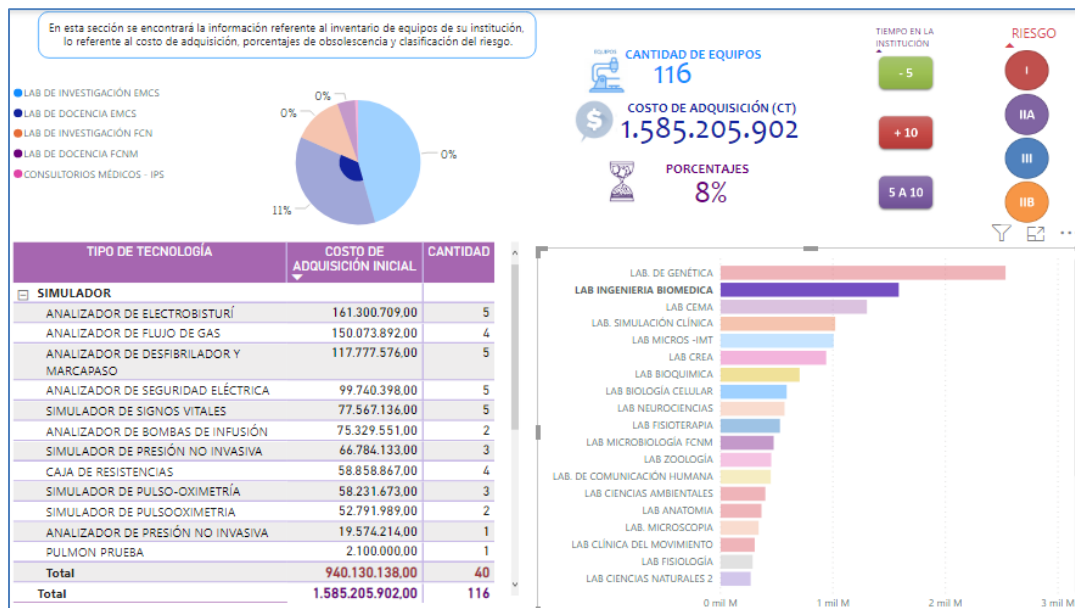 En esta sección se encontrará la información referente al inventario de equipos de su institución,
lo referente al costo de adquisición, porcentajes de obsolescencia y clasificación del riesgo.
LAB DE INVESTIGACIÓN EMCS
LAB DE DOCENCIA EMCS
LAB DE INVESTIGACIÓN FCN
LAB DE DOCENCIA FCNM
CONSULTORIOS MÉDICOS - IPS
0%
0%
0%
11%
EQUIPOS
CANTIDAD DE EQUIPOS
116
COSTO DE ADQUISICIÓN (CT)
1.585.205.902
PORCENTAJES
8%
TIEMPO EN LA
INSTITUCIÓN
- 5
+ 10
5 A 10
RIESGO
I
IIA
III
IIB
TIPO DE TECNOLOGÍA COSTO DE CANTIDAD
ADQUISICIÓN INICIAL
SIMULADOR
ANALIZADOR DE ELECTROBISTURÍ 161.300.709,00 5
ANALIZADOR DE FLUJO DE GAS 150.073.892,00 4
ANALIZADOR DE DESFIBRILADOR Y 117.777.576,00 5
MARCAPASO
ANALIZADOR DE SEGURIDAD ELÉCTRICA 99.740.398,00 5
SIMULADOR DE SIGNOS VITALES 77.567.136,00 5
ANALIZADOR DE BOMBAS DE INFUSIÓN 75.329.551,00 2
SIMULADOR DE PRESIÓN NO INVASIVA 66.784.133,00 3
CAJA DE RESISTENCIAS 58.858.867,00 4
SIMULADOR DE PULSO-OXIMETRÍA 58.231.673,00 3
SIMULADOR DE PULSOOXIMETRIA 52.791.989,00 2
ANALIZADOR DE PRESIÓN NO INVASIVA 19.574.214,00 1
PULMON PRUEBA 2.100.000,00 1
Total 940.130.138,00 40
Total 1.585.205.902,00 116
LAB. DE GENÉTICA
LAB INGENIERIA BIOMEDICA
LAB CEMA
LAB. SIMULACIÓN CLÍNICA
LAB MICROS -IMT
LAB CREA
LAB BIOQUIMICA
LAB BIOLOGÍA CELULAR
LAB NEUROCIENCIAS
LAB FISIOTERAPIA
LAB MICROBIOLOGÍA FCNM
LAB ZOOLOGÍA
LAB. DE COMUNICACIÓN HUMANA
LAB CIENCIAS AMBIENTALES
LAB ANATOMIA
LAB. MICROSCOPIA
LAB CLÍNICA DEL MOVIMIENTO
LAB FISIOLOGÍA
LAB CIENCIAS NATURALES 2
0 mil M 1 mil M 2 mil M 3 mil M